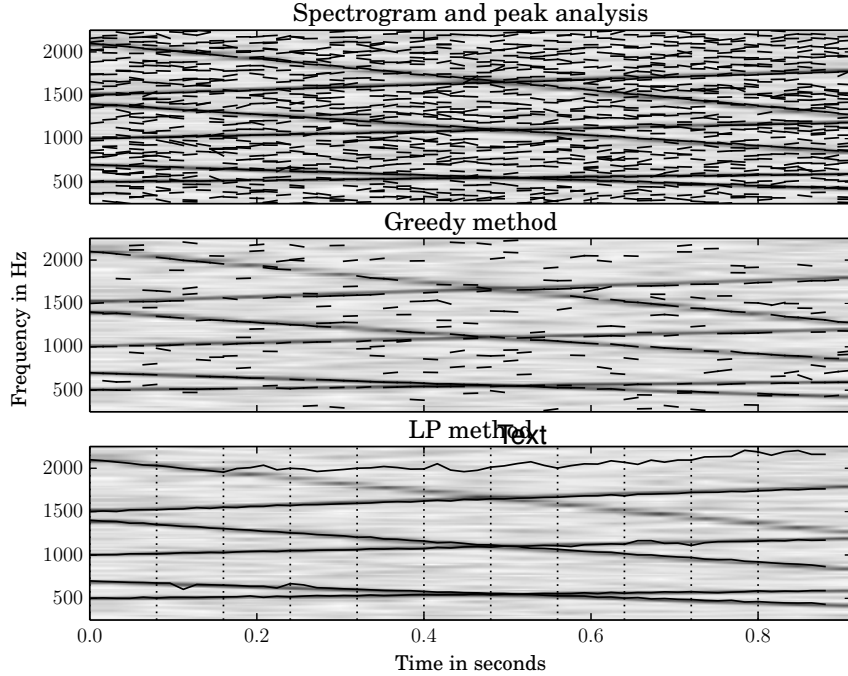 Spectrogram and peak analysis
2000
1500
1000
500
Greedy method
2000
1500
1000
500
Frequency in Hz
LP method
Text
2000
1500
1000
500
0.0 0.2 0.4 0.6 0.8
Time in seconds